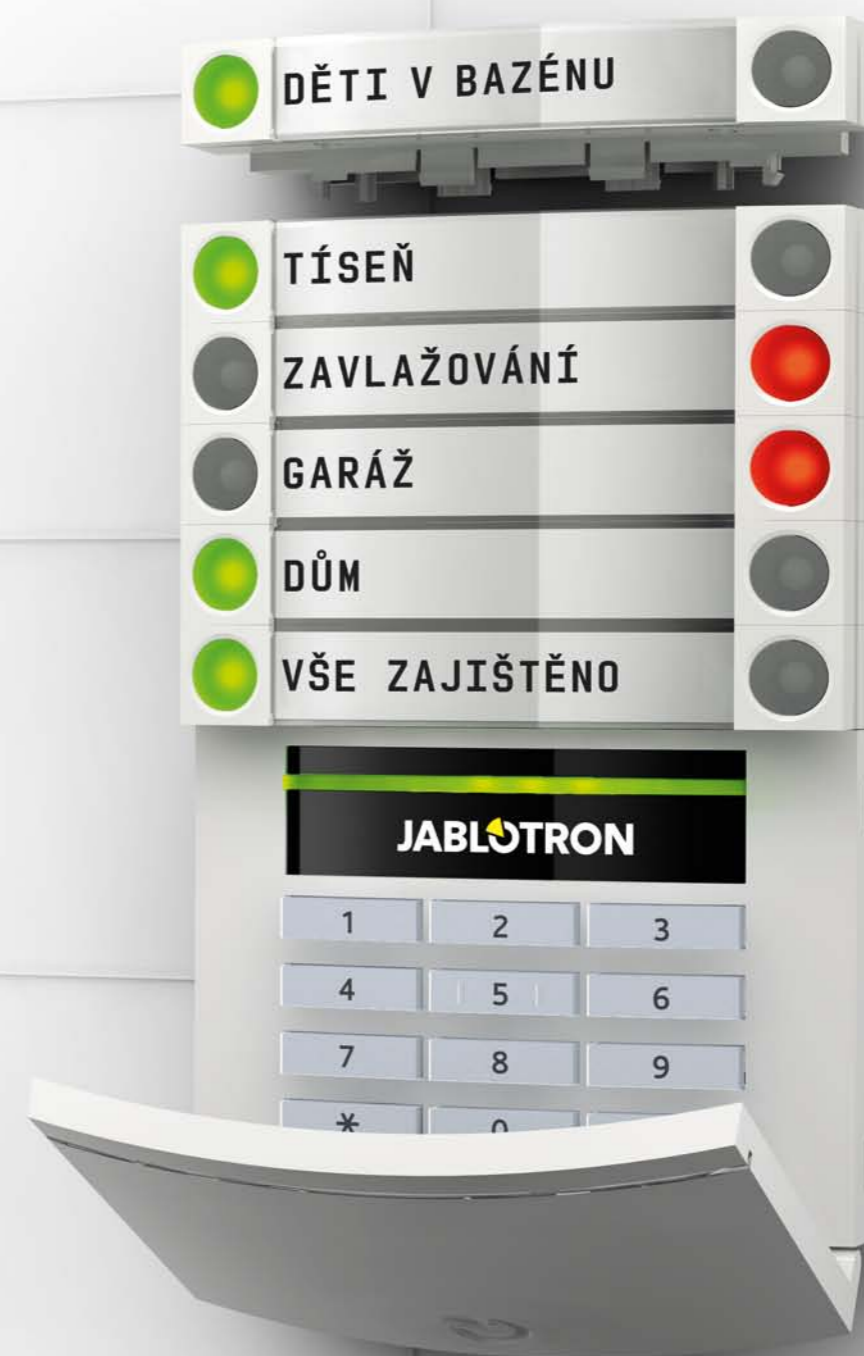 DĚTI V BAZÉNU
TÍSEŇ
ZAVLAŽOVÁNÍ
GARÁŽ
DŮM
VŠE ZAJIŠTĚNO
JABLOTRON
1 2 3
4 5 6
7 8 9
* 0